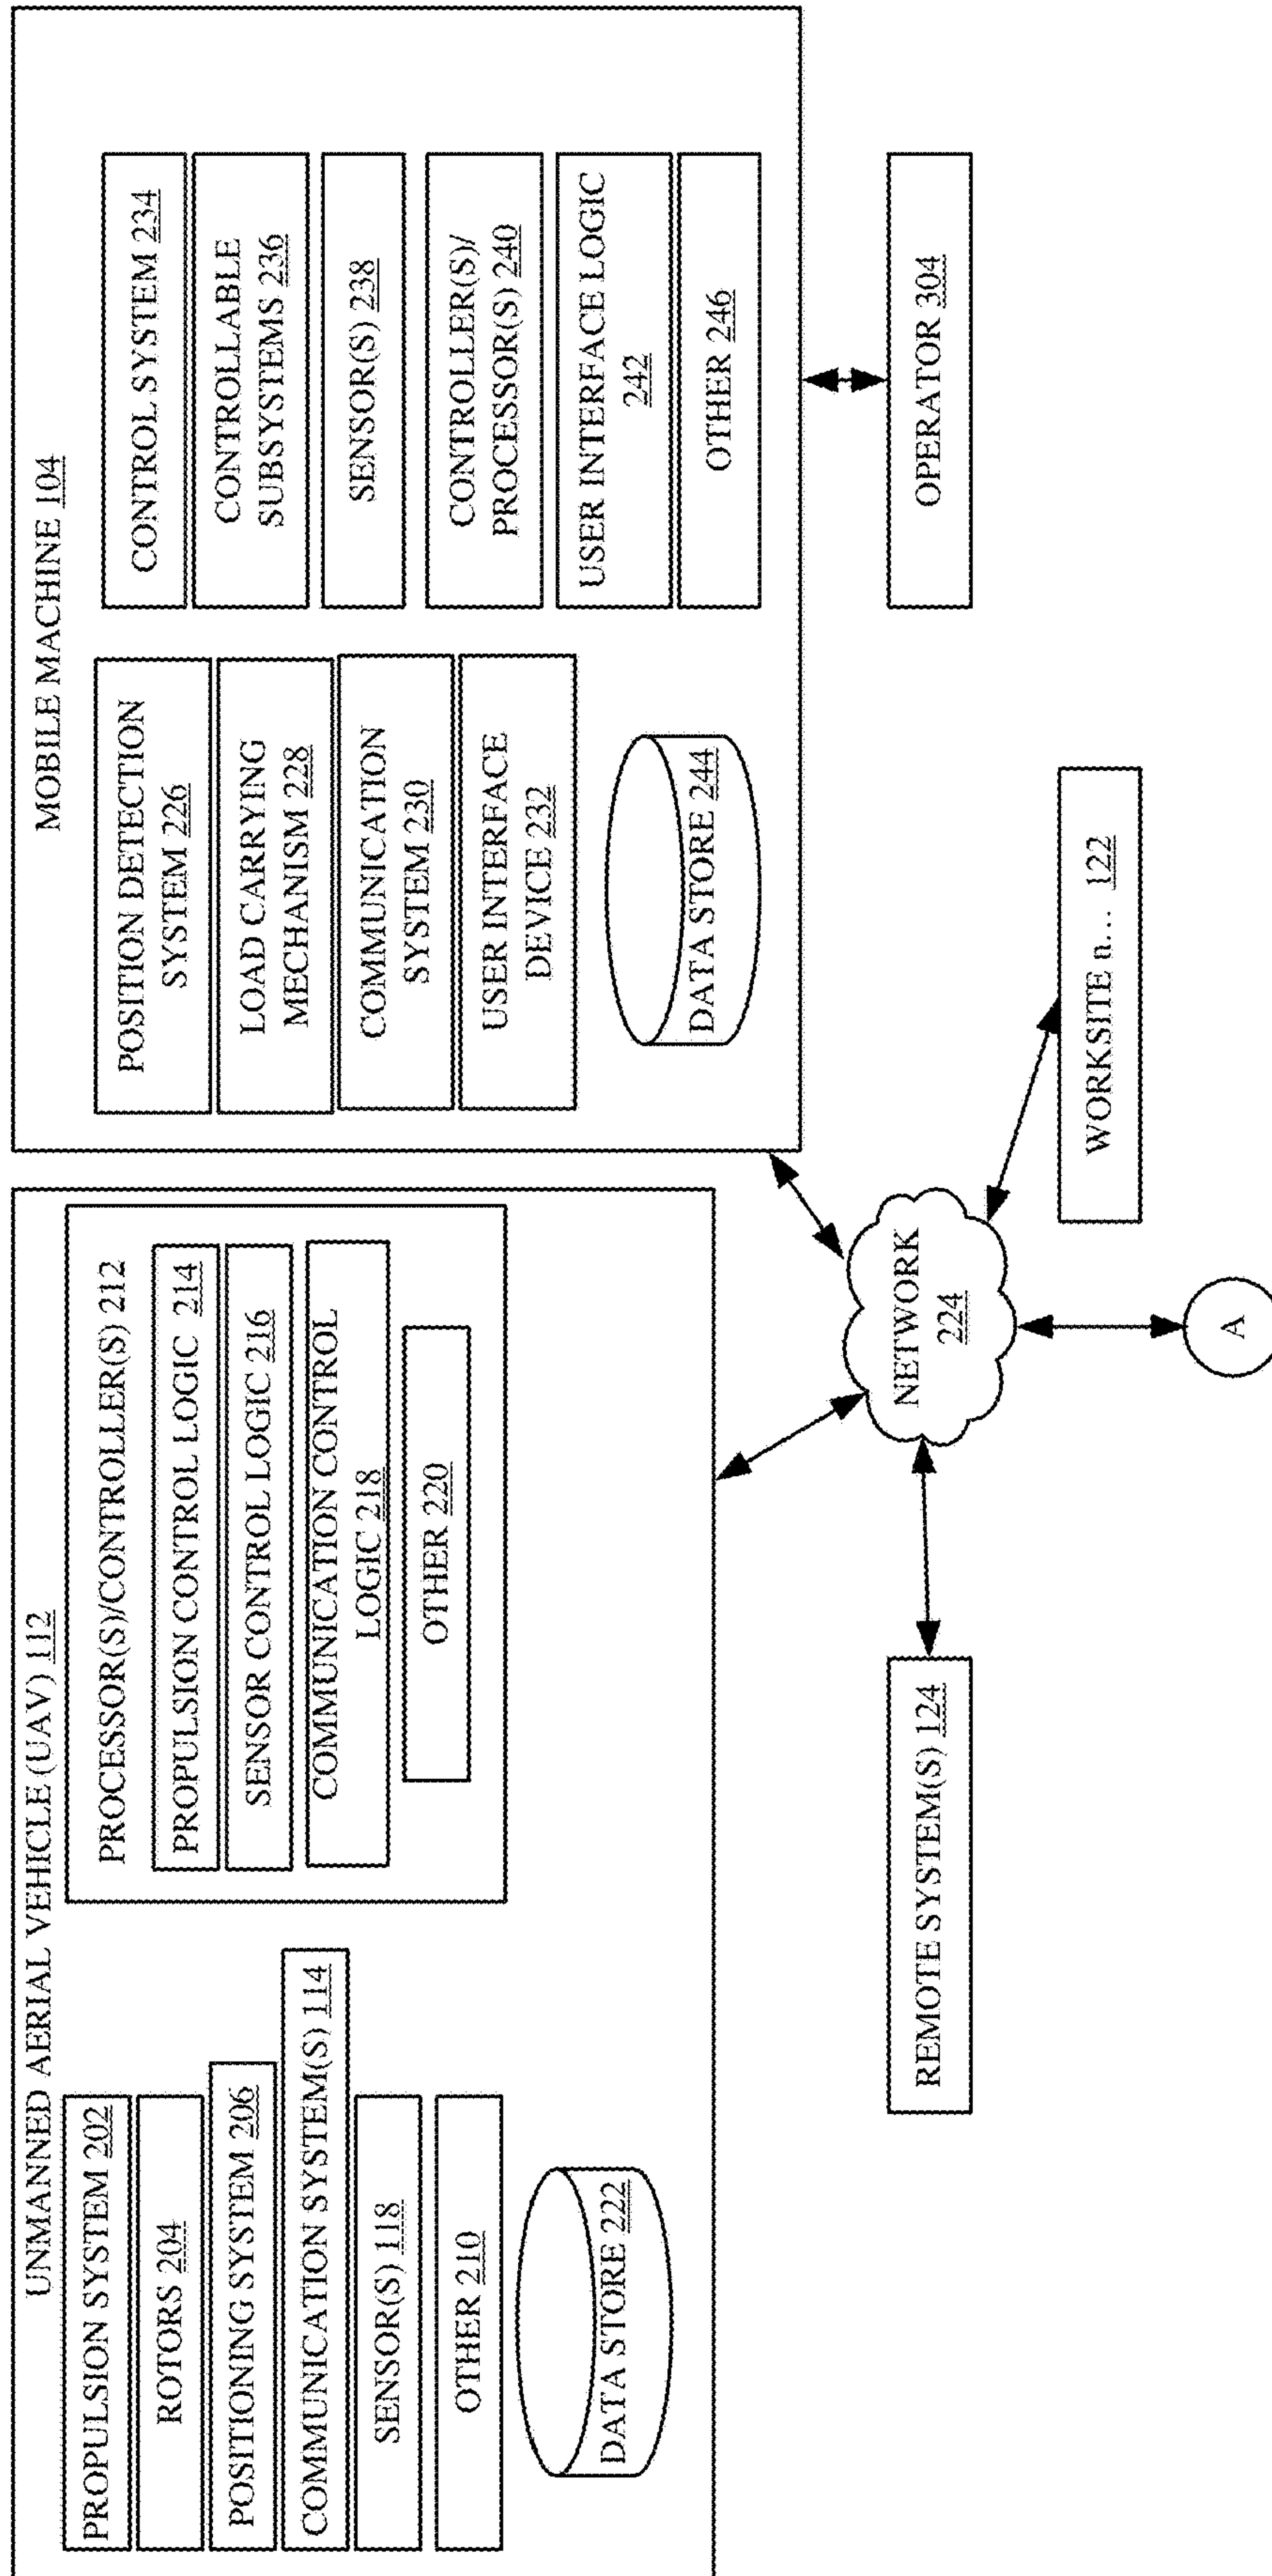 UNMANNED AERIAL VEHICLE (UAV) 112
PROPULSION SYSTEM 202
ROTORS 204
POSITIONING SYSTEM 206
COMMUNICATION SYSTEM(S) 114
SENSOR(S) 118
OTHER 210
DATA STORE 222
PROCESSOR(S)/CONTROLLER(S) 212
PROPULSION CONTROL LOGIC 214
SENSOR CONTROL LOGIC 216
COMMUNICATION CONTROL
LOGIC 218
OTHER 220
MOBILE MACHINE 104
POSITION DETECTION
SYSTEM 226
LOAD CARRYING
MECHANISM 228
COMMUNICATION
SYSTEM 230
USER INTERFACE
DEVICE 232
DATA STORE 244
CONTROL SYSTEM 234
CONTROLLABLE
SUBSYSTEMS 236
SENSOR(S) 238
CONTROLLER(S)/
PROCESSOR(S) 240
USER INTERFACE LOGIC
242
OTHER 246
REMOTE SYSTEM(S) 124
NETWORK
224
OPERATOR 304
WORKSITE n... 122
A